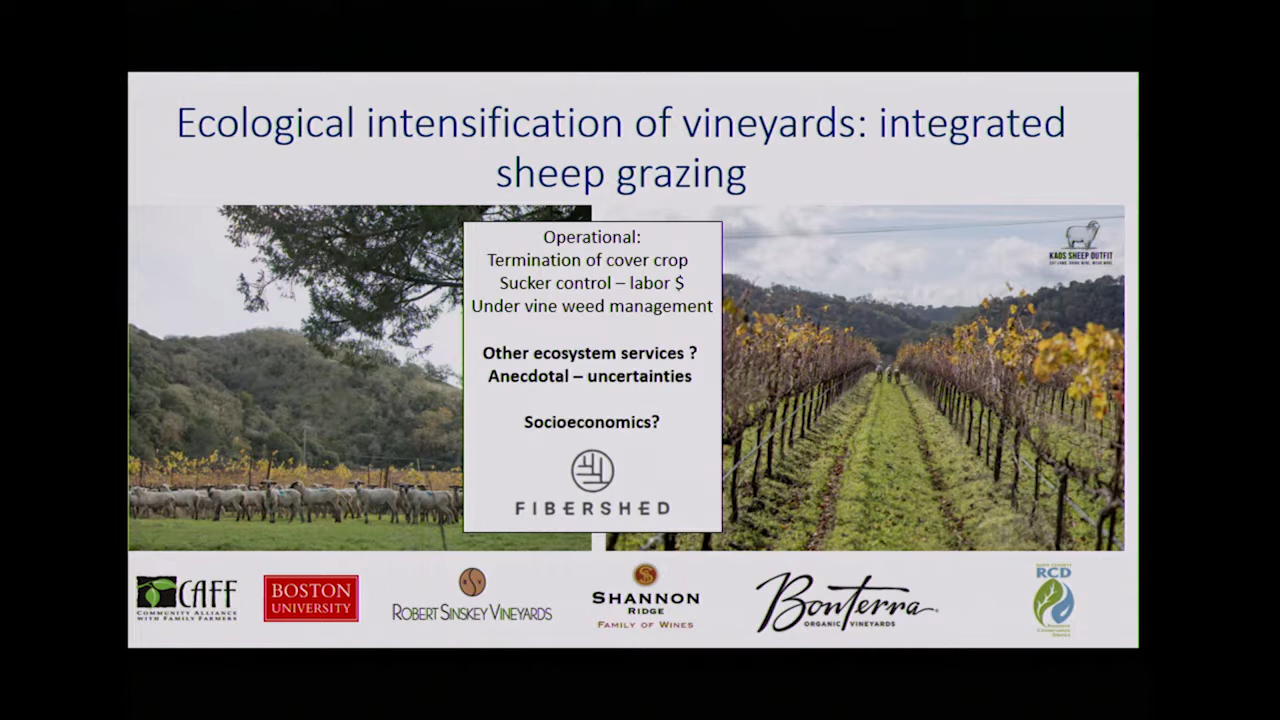 Ecological intensification of vineyards: integrated
sheep grazing
Operational:
Termination of cover crop
Sucker control – labor $
Under vine weed management
Other ecosystem services ?
Anecdotal – uncertainties
Socioeconomics?
FIBERSHED
KAOS SHEEP OUTFIT
CAFF
COMMUNITY ALLIANCE
WITH FAMILY FARMERS
BOSTON
UNIVERSITY
ROBERT SINSKEY VINEYARDS
SHANNON
RIDGE
FAMILY OF WINES
Bonterra
ORGANIC VINEYARDS
RCD